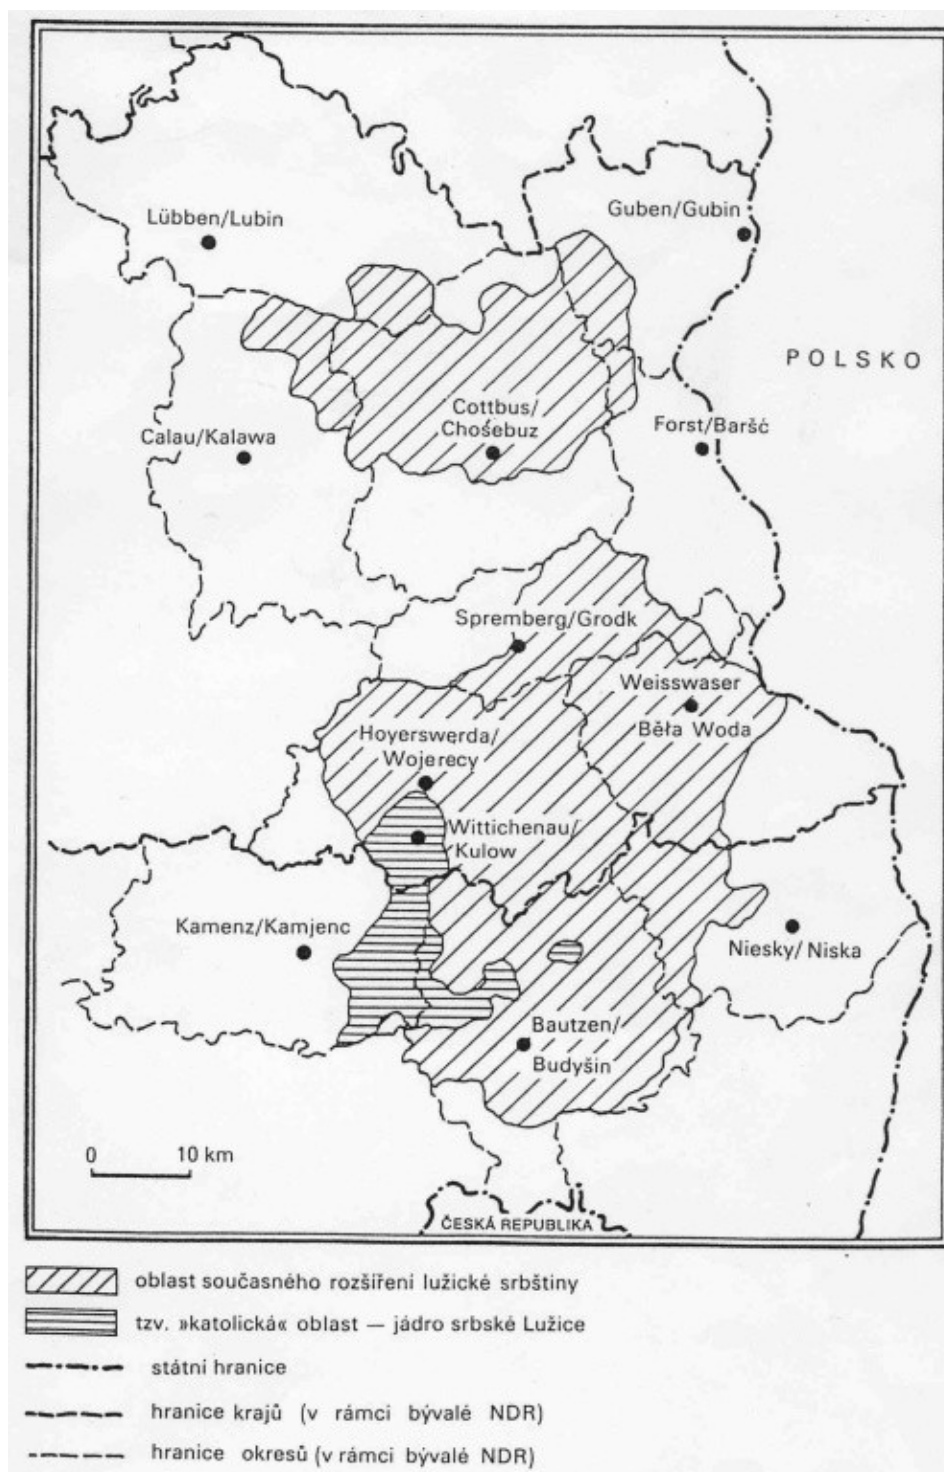 Lübben/Lubin
Guben/Gubin
POLSKO
Cottbus/
Chośebuz
Calau/Kalawa
Forst/Baršć
Spremberg/Grodk
Weisswaser
Běła Woda
Hoyerswerda/
Wojerecy
Wittichenau/
Kulow
Kamenz/Kamjenc
Niesky/Niska
Bautzen/
Budyšin
0 10 km
ČESKÁ REPUBLIKA
oblast současného rozšíření lužické srbštiny
tzv. »katolická« oblast — jádro srbské Lužice
státní hranice
hranice krajů (v rámci bývalé NDR)
hranice okresů (v rámci bývalé NDR)